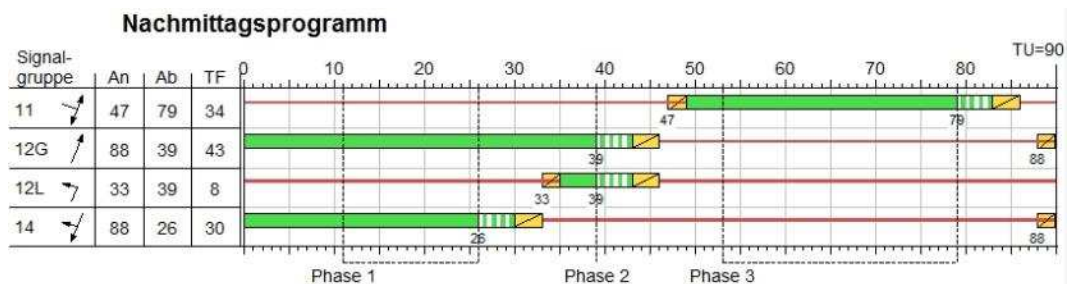 Nachmittagsprogramm
TU=90
Signal-
gruppe An Ab TF 0 10 20 30 40 50 60 70 80
11 47 79 34
47 79
12G 88 39 43
39 88
12L 33 39 8
33 39
14 88 26 30
26 88
Phase 1 Phase 2 Phase 3